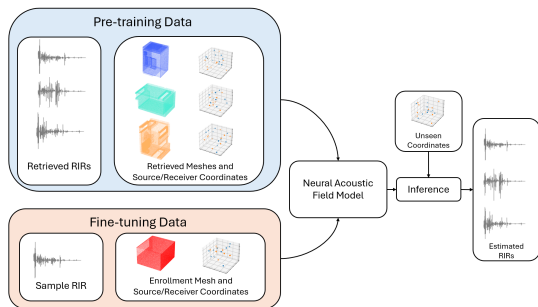 Pre-training Data
Retrieved RIRs
Retrieved Meshes and
Source/Receiver Coordinates
Fine-tuning Data
Sample RIR
Enrollment Mesh and
Source/Receiver Coordinates
Neural Acoustic
Field Model
Unseen
Coordinates
Inference
Estimated
RIRs